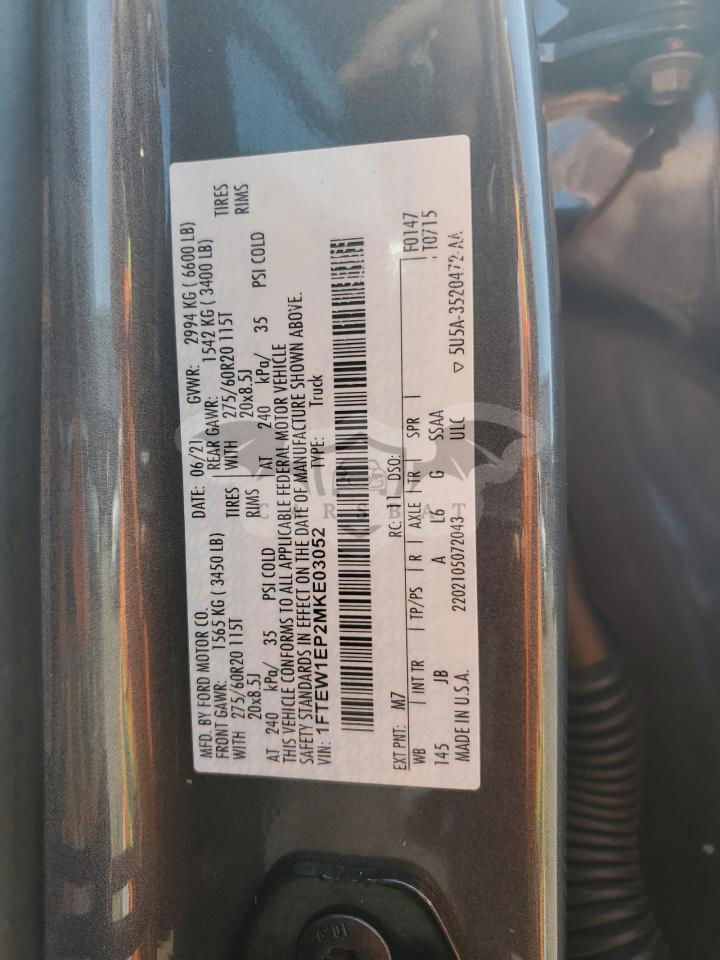 MFD. BY FORD MOTOR CO. DATE: 06/21 GVWR: 2994 KG ( 6600 LB)
FRONT GAWR: 1565 KG ( 3450 LB) REAR GAWR: 1542 KG ( 3400 LB)
WITH 275/60R20 115T TIRES WITH 275/60R20 115T TIRES
20x8.5J RIMS 20x8.5J RIMS
AT 240 kPa/ 35 PSI COLD AT 240 kPa/ 35 PSI COLD
THIS VEHICLE CONFORMS TO ALL APPLICABLE FEDERAL MOTOR VEHICLE
SAFETY STANDARDS IN EFFECT ON THE DATE OF MANUFACTURE SHOWN ABOVE.
VIN: 1FTEW1EP2MKE03052 TYPE: Truck
EXT PNT: M7 RC: 11 DSO: F0147
WB INT TR TP/PS R AXLE TR SPR T0715
145 JB A L6 G SSAA
MADE IN U.S.A. 2202105072043 ULC ▽ 5U5A-3520472-AA
CARSBAT
10.9